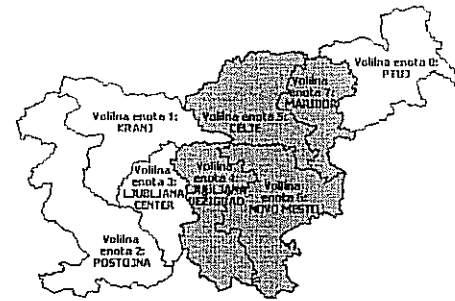 Volilna enota 8:
PTUJ
Volilna
enota 7:
MARIBOR
Volilna enota 5:
CELJE
Volilna enota 1:
KRANJ
Volilna
enota 3:
LJUBLJANA
CENTER
Volilna
enota 4:
LJUBLJANA
BEŽIGRAD
Volilna
enota 6:
NOVO MESTO
Volilna
enota 2:
POSTOJNA